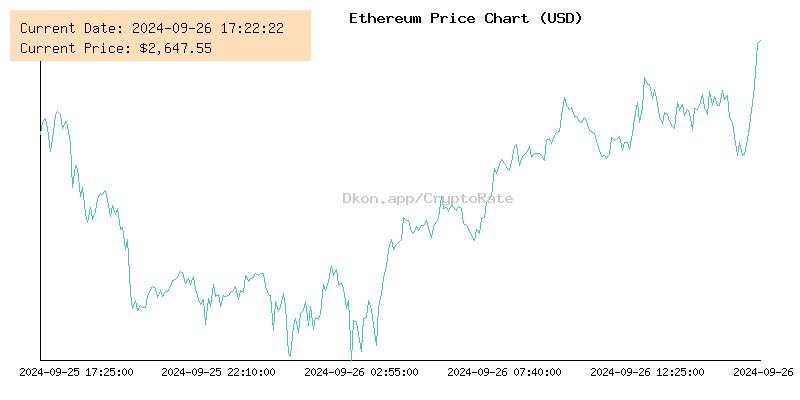 Ethereum Price Chart (USD)
Current Date: 2024-09-26 17:22:22
Current Price: $2,647.55
Dkon.app/CryptoRate
2024-09-25 17:25:00
2024-09-25 22:10:00
2024-09-26 02:55:00
2024-09-26 07:40:00
2024-09-26 12:25:00
2024-09-26